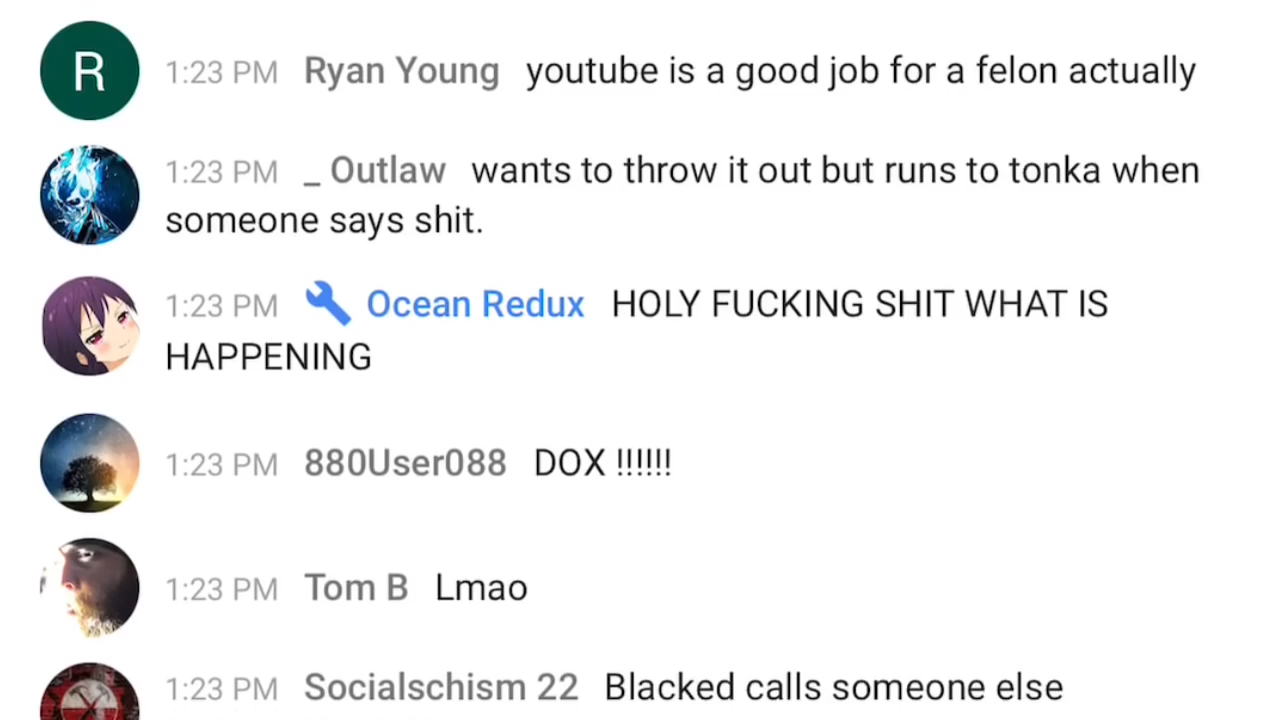 R
1:23 PM Ryan Young youtube is a good job for a felon actually
1:23 PM _ Outlaw wants to throw it out but runs to tonka when
someone says shit.
1:23 PM Ocean Redux HOLY FUCKING SHIT WHAT IS
HAPPENING
1:23 PM 880User088 DOX !!!!!!
1:23 PM Tom B Lmao
1:23 PM Socialschism 22 Blacked calls someone else